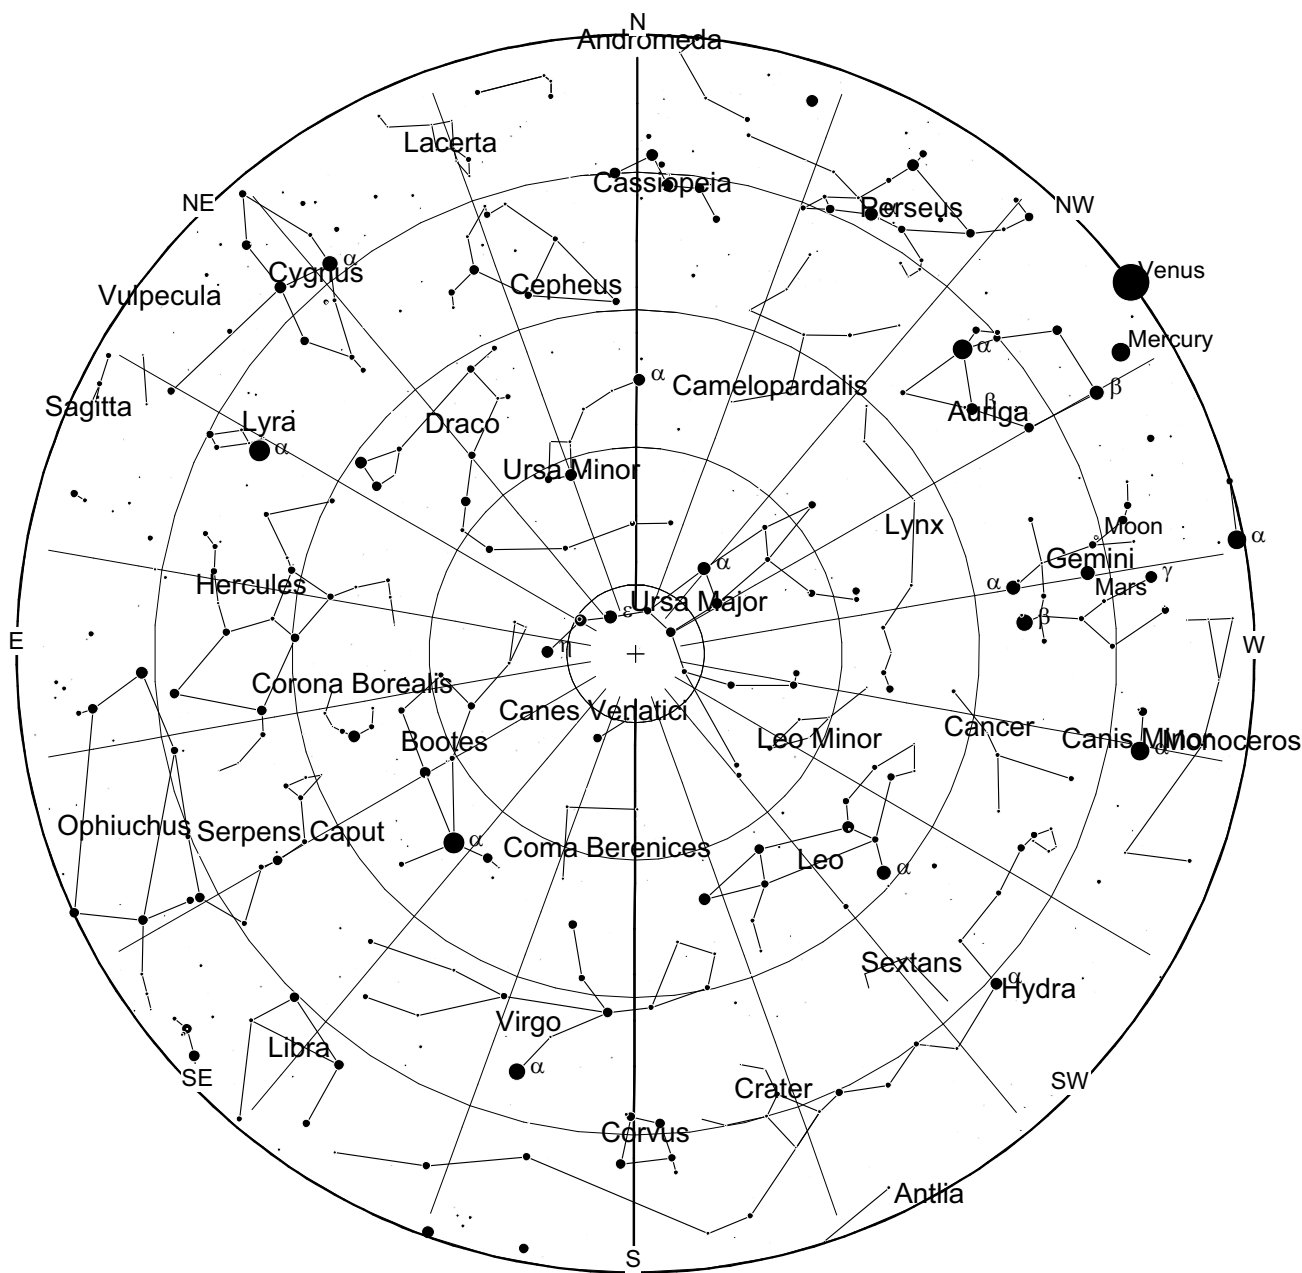 N
Andromeda
Lacerta
Cassiopeia
NE
Perseus
α
NW
α
Cygnus
Venus
Vulpecula
Cepheus
Mercury
α
α
Camelopardalis
β
β
Sagitta
Auriga
Lyra
Draco
α
Ursa Minor
Lynx
Moon
α
Gemini
α
Hercules
α
Mars
γ
Ursa Major
ε
β
E
η
W
Corona Borealis
Canes Venatici
Cancer
Bootes
Leo Minor
Canis Minor
Monoceros
α
Ophiuchus
Serpens Caput
α
Coma Berenices
Leo
α
Sextans
α
Hydra
Virgo
Libra
α
SE
SW
Crater
Corvus
Antlia
S